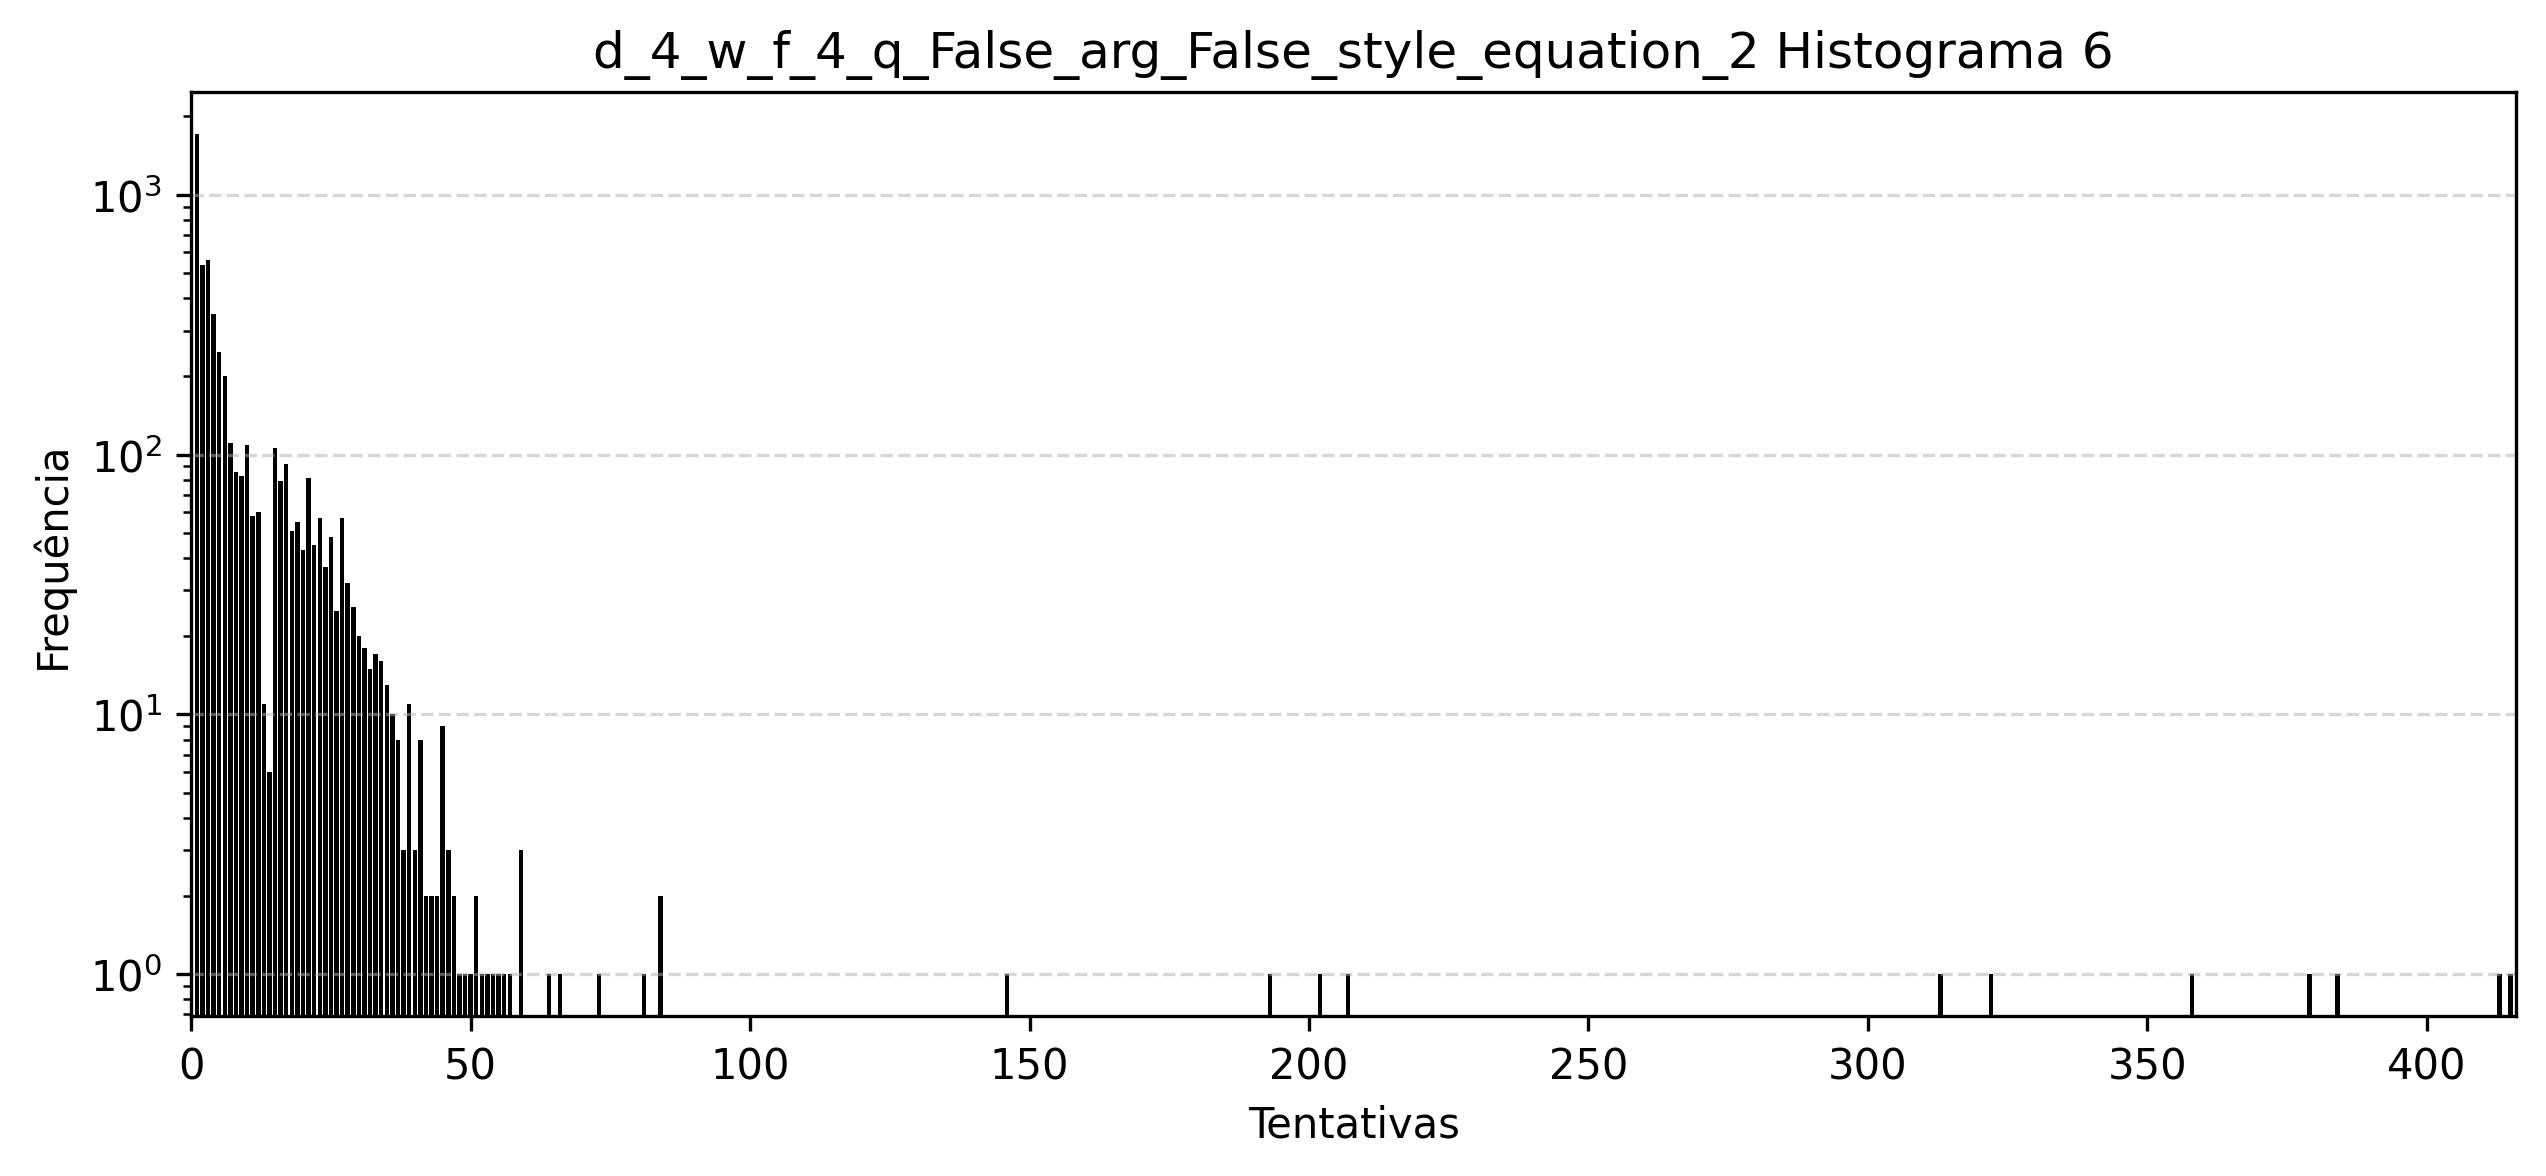 d_4_w_f_4_q_False_arg_False_style_equation_2 Histograma 6
Frequência
10³
10²
10¹
10⁰
0 50 100 150 200 250 300 350 400
Tentativas